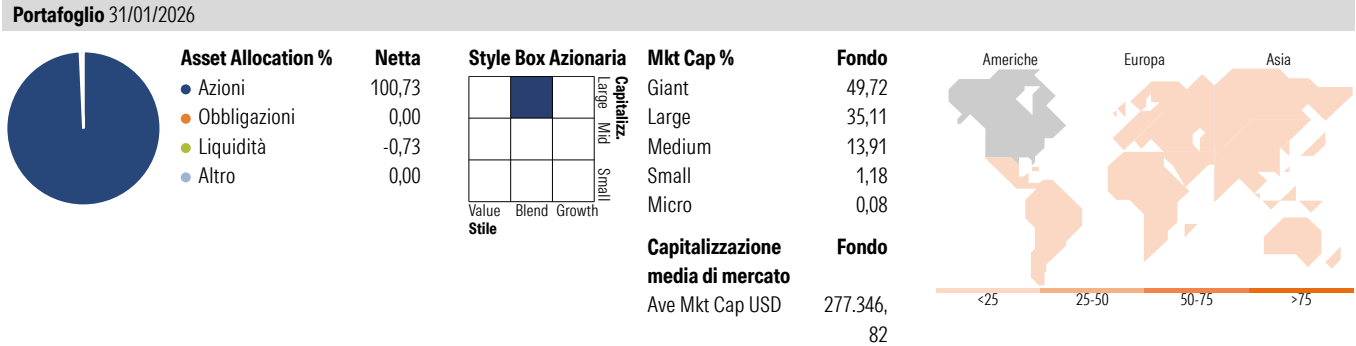 Portafoglio 31/01/2026
Asset Allocation % Netta
Azioni 100,73
Obbligazioni 0,00
Liquidità -0,73
Altro 0,00
Style Box Azionaria
Capitalizz.
Large Mid Small
Value Blend Growth
Stile
Mkt Cap % Fondo
Giant 49,72
Large 35,11
Medium 13,91
Small 1,18
Micro 0,08
Capitalizzazione Fondo
media di mercato
Ave Mkt Cap USD 277.346,
82
Americhe Europa Asia
<25 25-50 50-75 >75